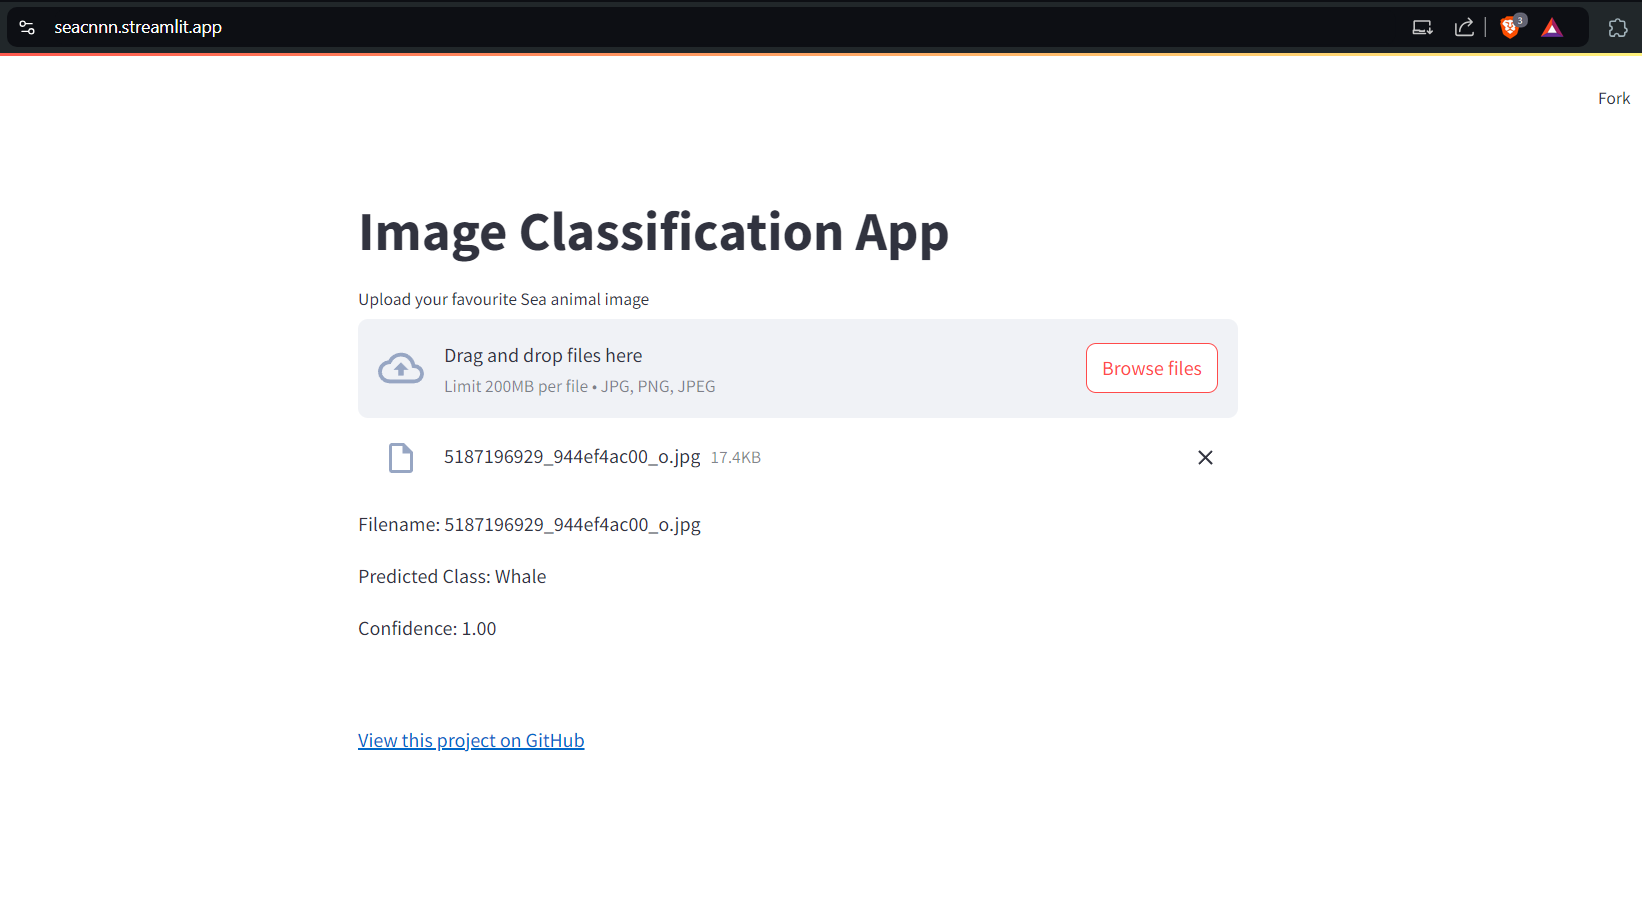 seacnnn.streamlit.app
3
Fork
Image Classification App
Upload your favourite Sea animal image
Drag and drop files here
Limit 200MB per file • JPG, PNG, JPEG
Browse files
5187196929_944ef4ac00_o.jpg 17.4KB
Filename: 5187196929_944ef4ac00_o.jpg
Predicted Class: Whale
Confidence: 1.00
View this project on GitHub